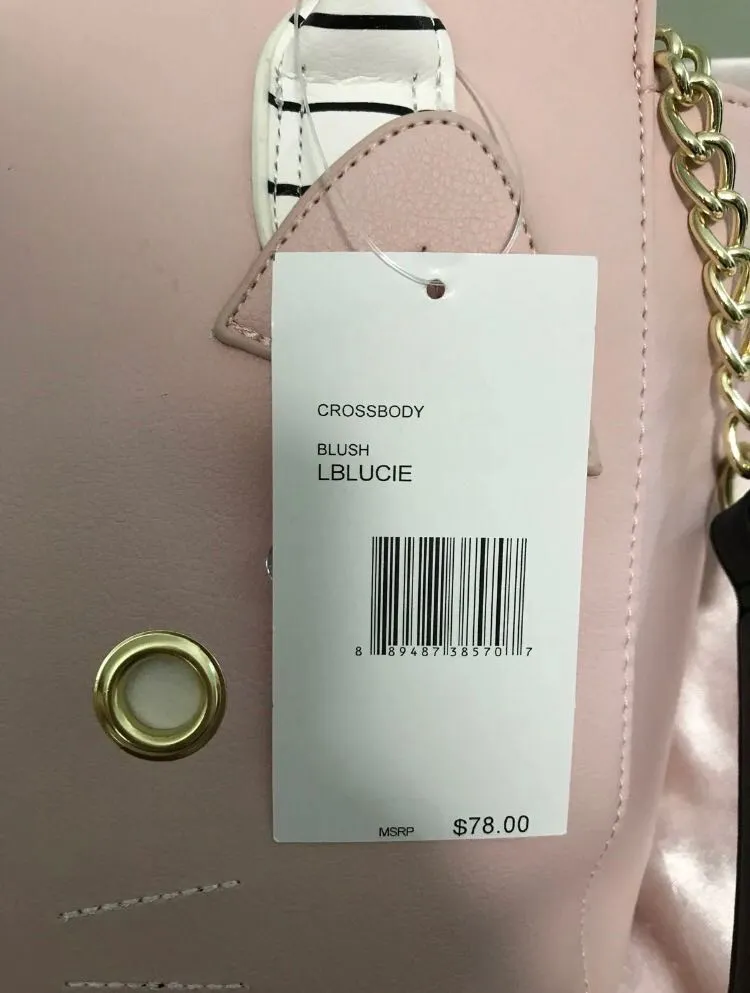 CROSSBODY
BLUSH
LBLUCIE
8 89487 38570 7
MSRP $78.00